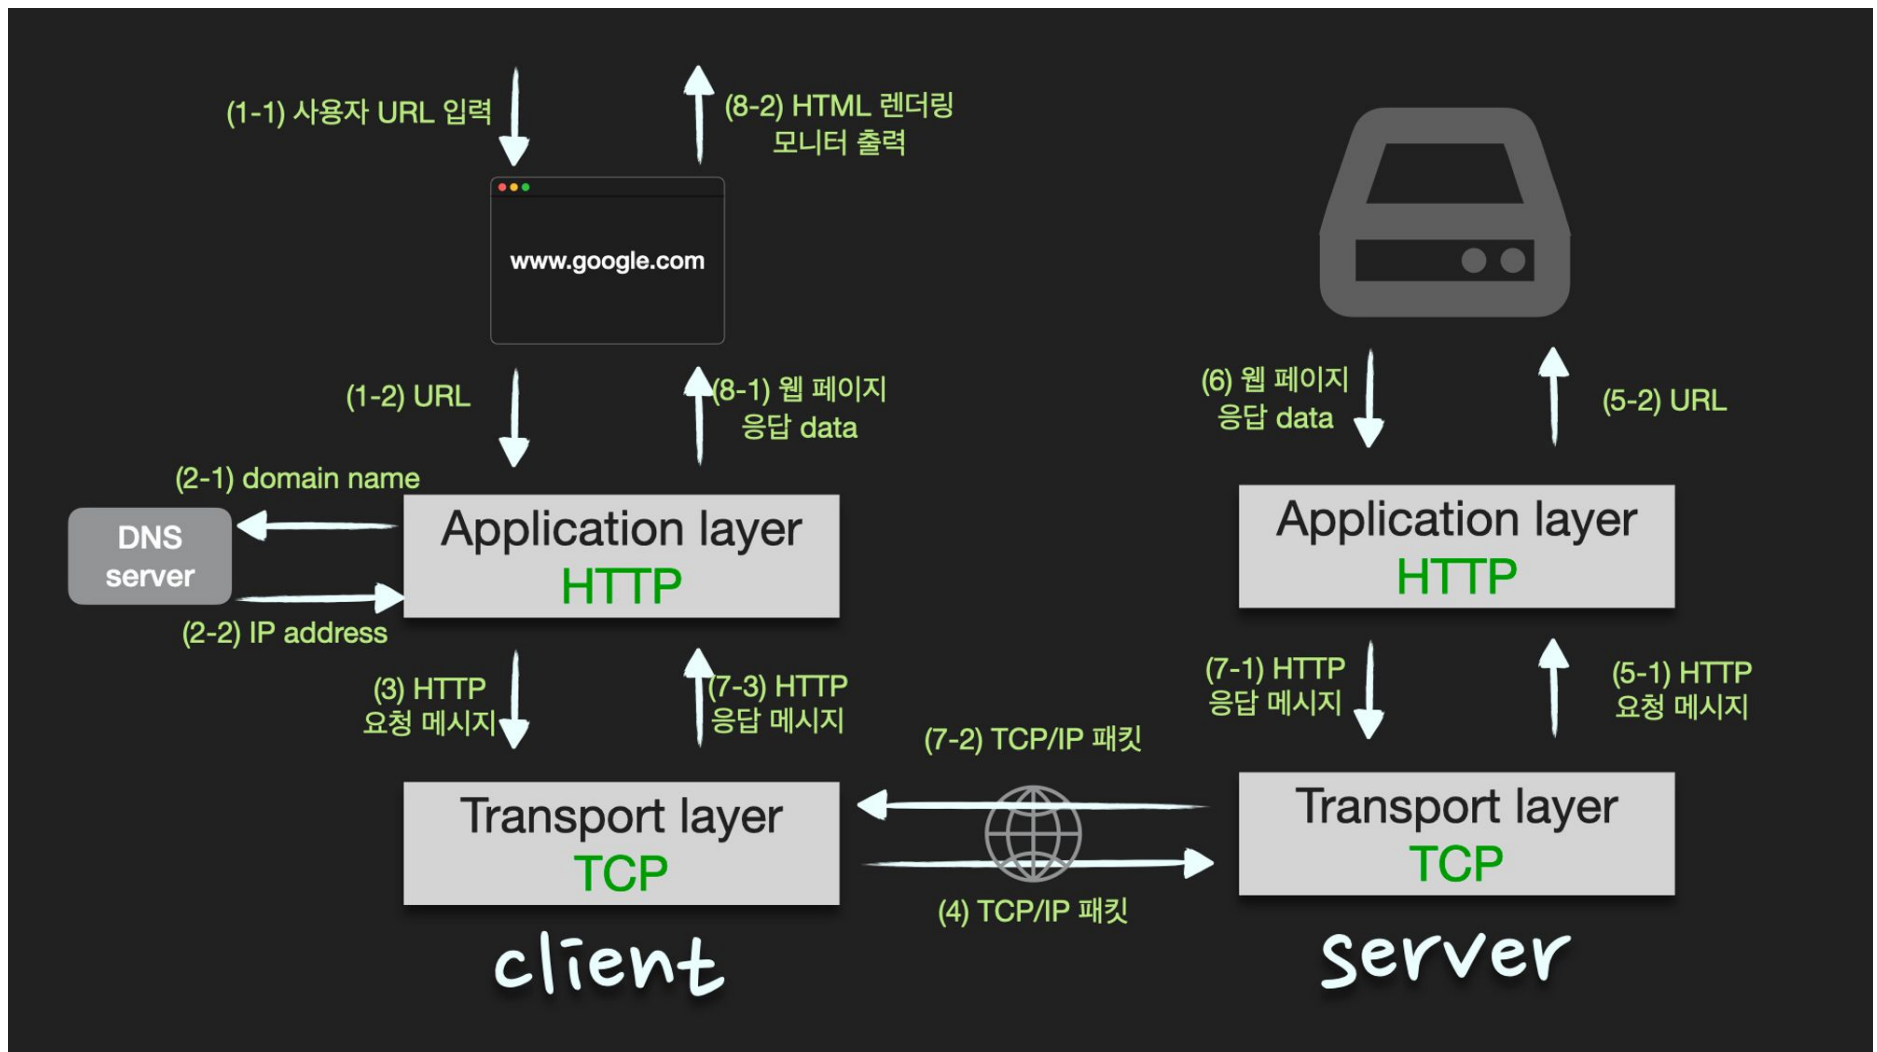 (1-1) 사용자 URL 입력
(8-2) HTML 렌더링
모니터 출력
www.google.com
(1-2) URL
(8-1) 웹 페이지
응답 data
(6) 웹 페이지
응답 data
(5-2) URL
(2-1) domain name
DNS
server
(2-2) IP address
Application layer
HTTP
Application layer
HTTP
(3) HTTP
요청 메시지
(7-3) HTTP
응답 메시지
(7-1) HTTP
응답 메시지
(5-1) HTTP
요청 메시지
(7-2) TCP/IP 패킷
Transport layer
TCP
Transport layer
TCP
(4) TCP/IP 패킷
client
server